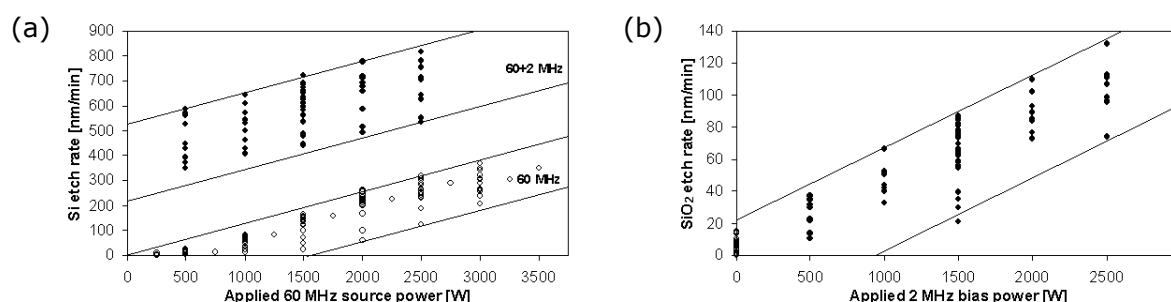 (a)
Si etch rate [nm/min]
900
800
700
600
500
400
300
200
100
0
60+2 MHz
60 MHz
0 500 1000 1500 2000 2500 3000 3500
Applied 60 MHz source power [W]
(b)
SiO₂ etch rate [nm/min]
140
120
100
80
60
40
20
0
0 500 1000 1500 2000 2500
Applied 2 MHz bias power [W]